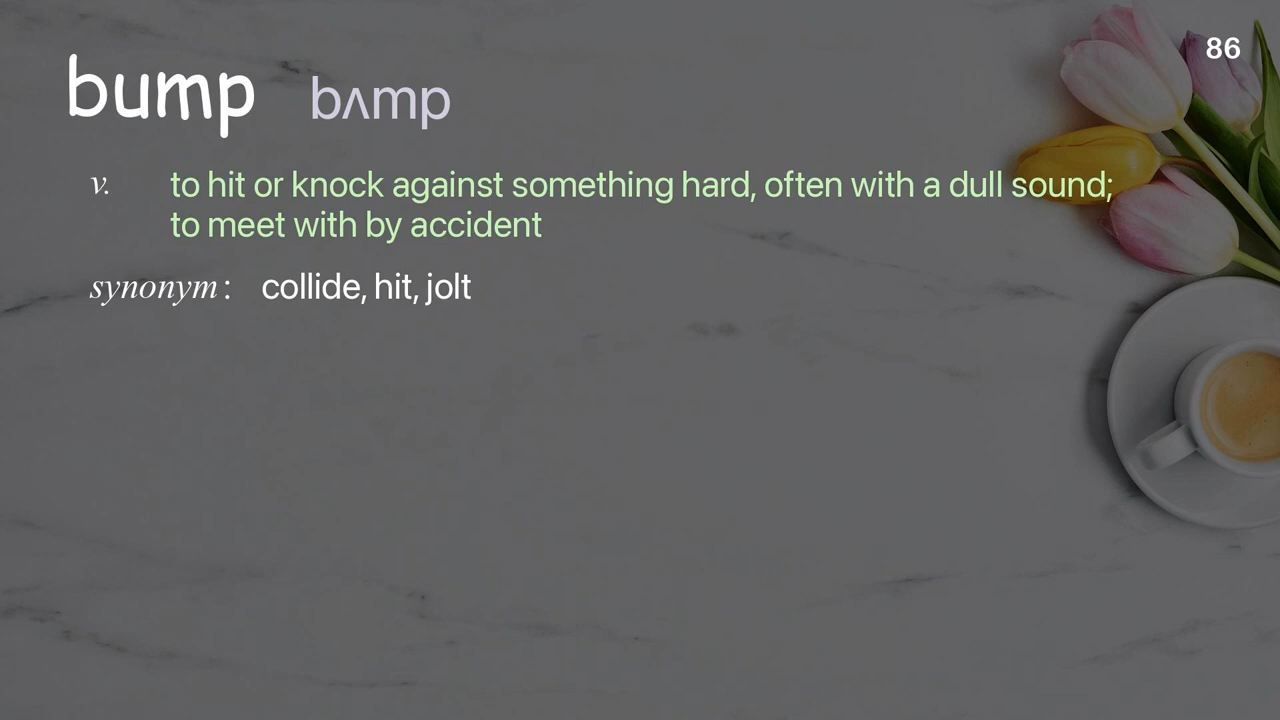 86
bump bʌmp
v. to hit or knock against something hard, often with a dull sound;
to meet with by accident
synonym : collide, hit, jolt